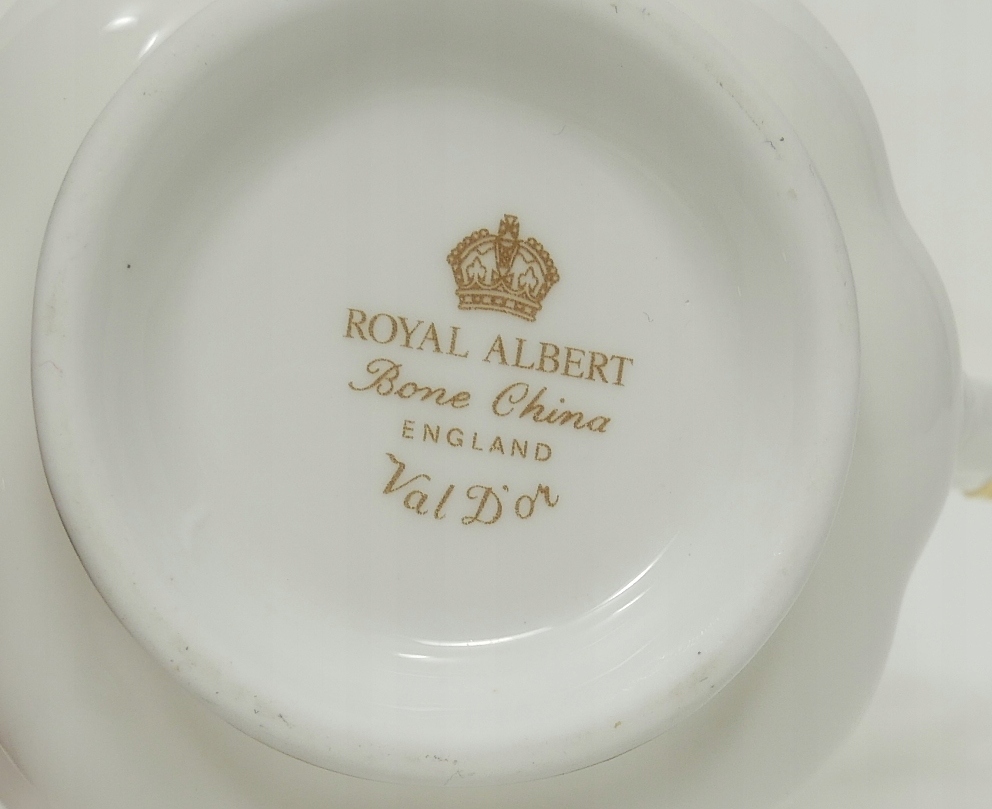 ROYAL ALBERT
Bone China
ENGLAND
Val D'or